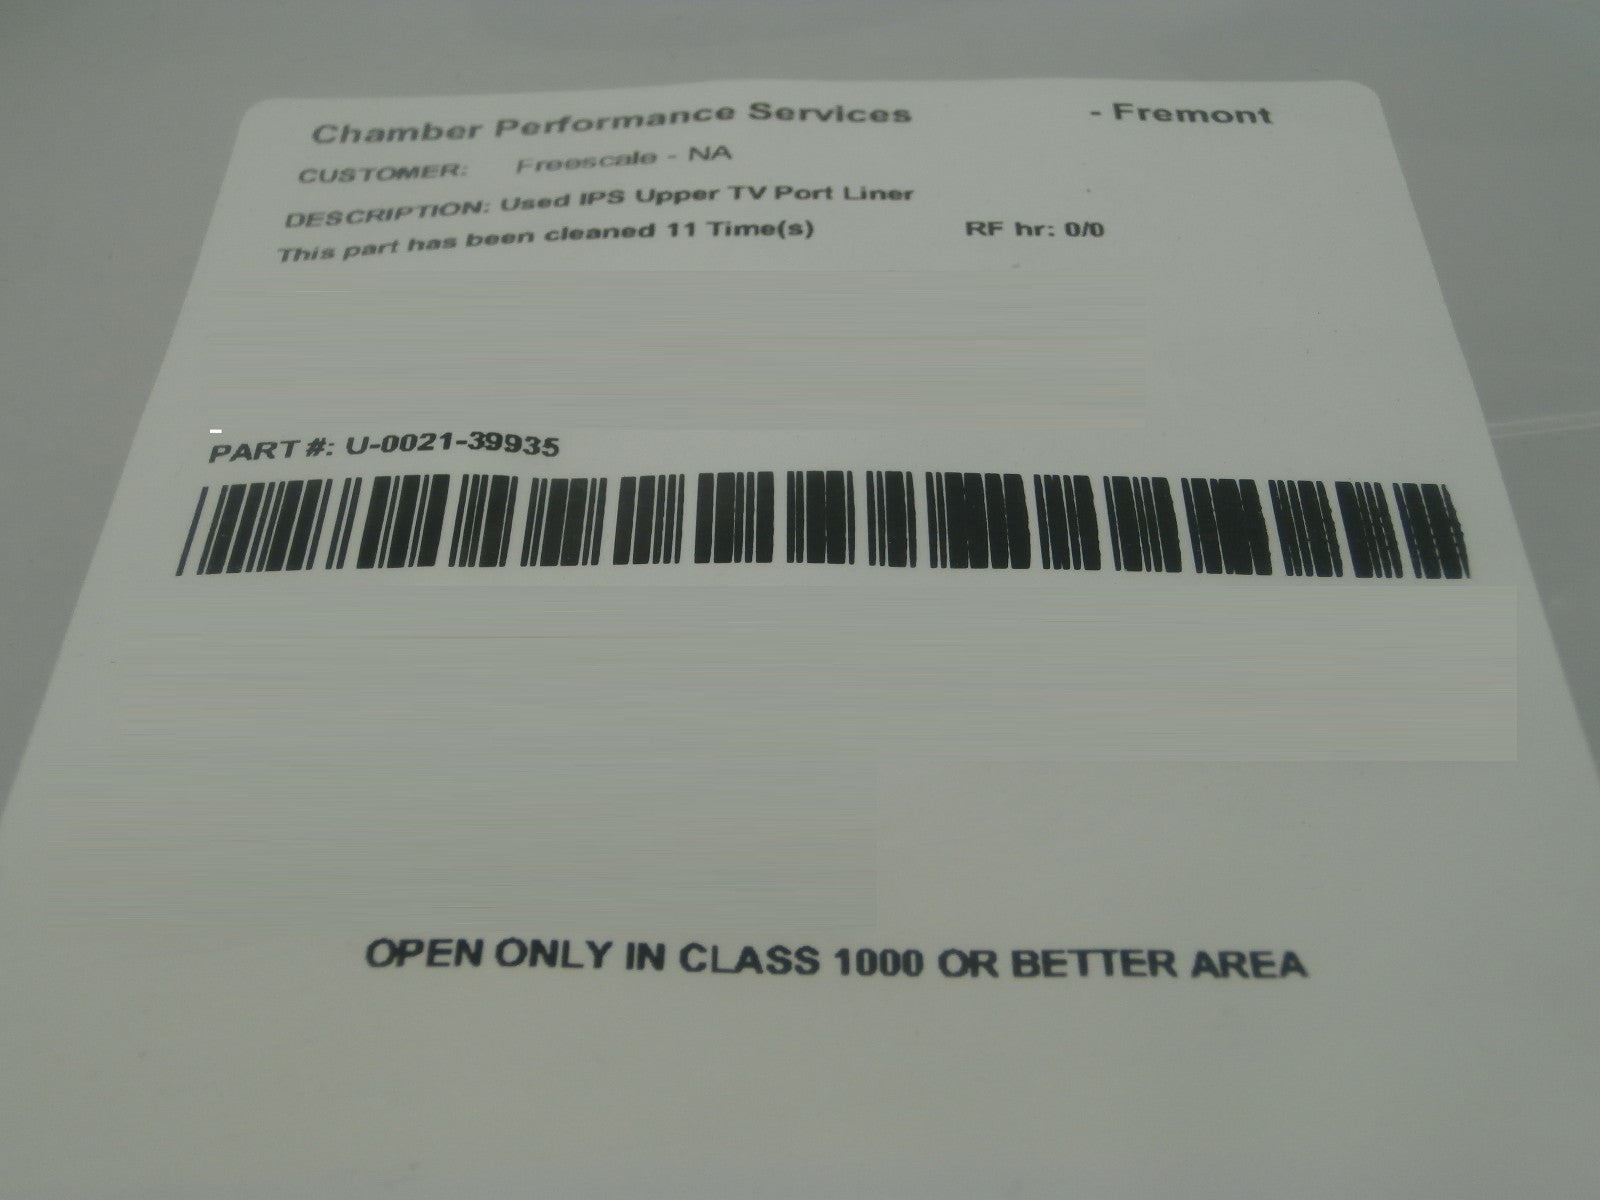 Chamber Performance Services - Fremont
CUSTOMER: Freescale - NA
DESCRIPTION: Used IPS Upper TV Port Liner
This part has been cleaned 11 Time(s) RF hr: 0/0
PART #: U-0021-39935
OPEN ONLY IN CLASS 1000 OR BETTER AREA